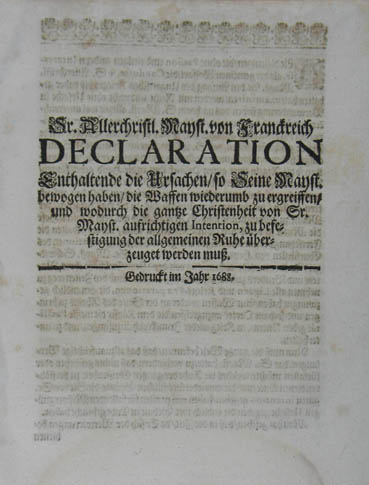 Sr. Allerchristl. Mayst. von Franckreich
DECLARATION
Enthaltende die Ursachen/ so Seine Mayst.
bewogen haben/ die Waffen wiederumb zu ergreiffen/
und wodurch die gantze Christenheit von Sr.
Mayst. aufrichtigen Intention, zu befe-
stigung der allgemeinen Ruhe über-
zeuget werden muß.
Gedruckt im Jahr 1688.